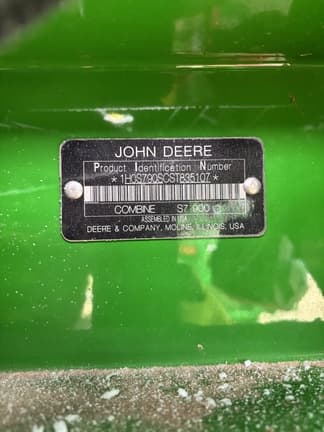 JOHN DEERE
Product Identification Number
*1H0S790SCST835107*
COMBINE S7 900
ASSEMBLED IN USA
DEERE & COMPANY, MOLINE, ILLINOIS, USA